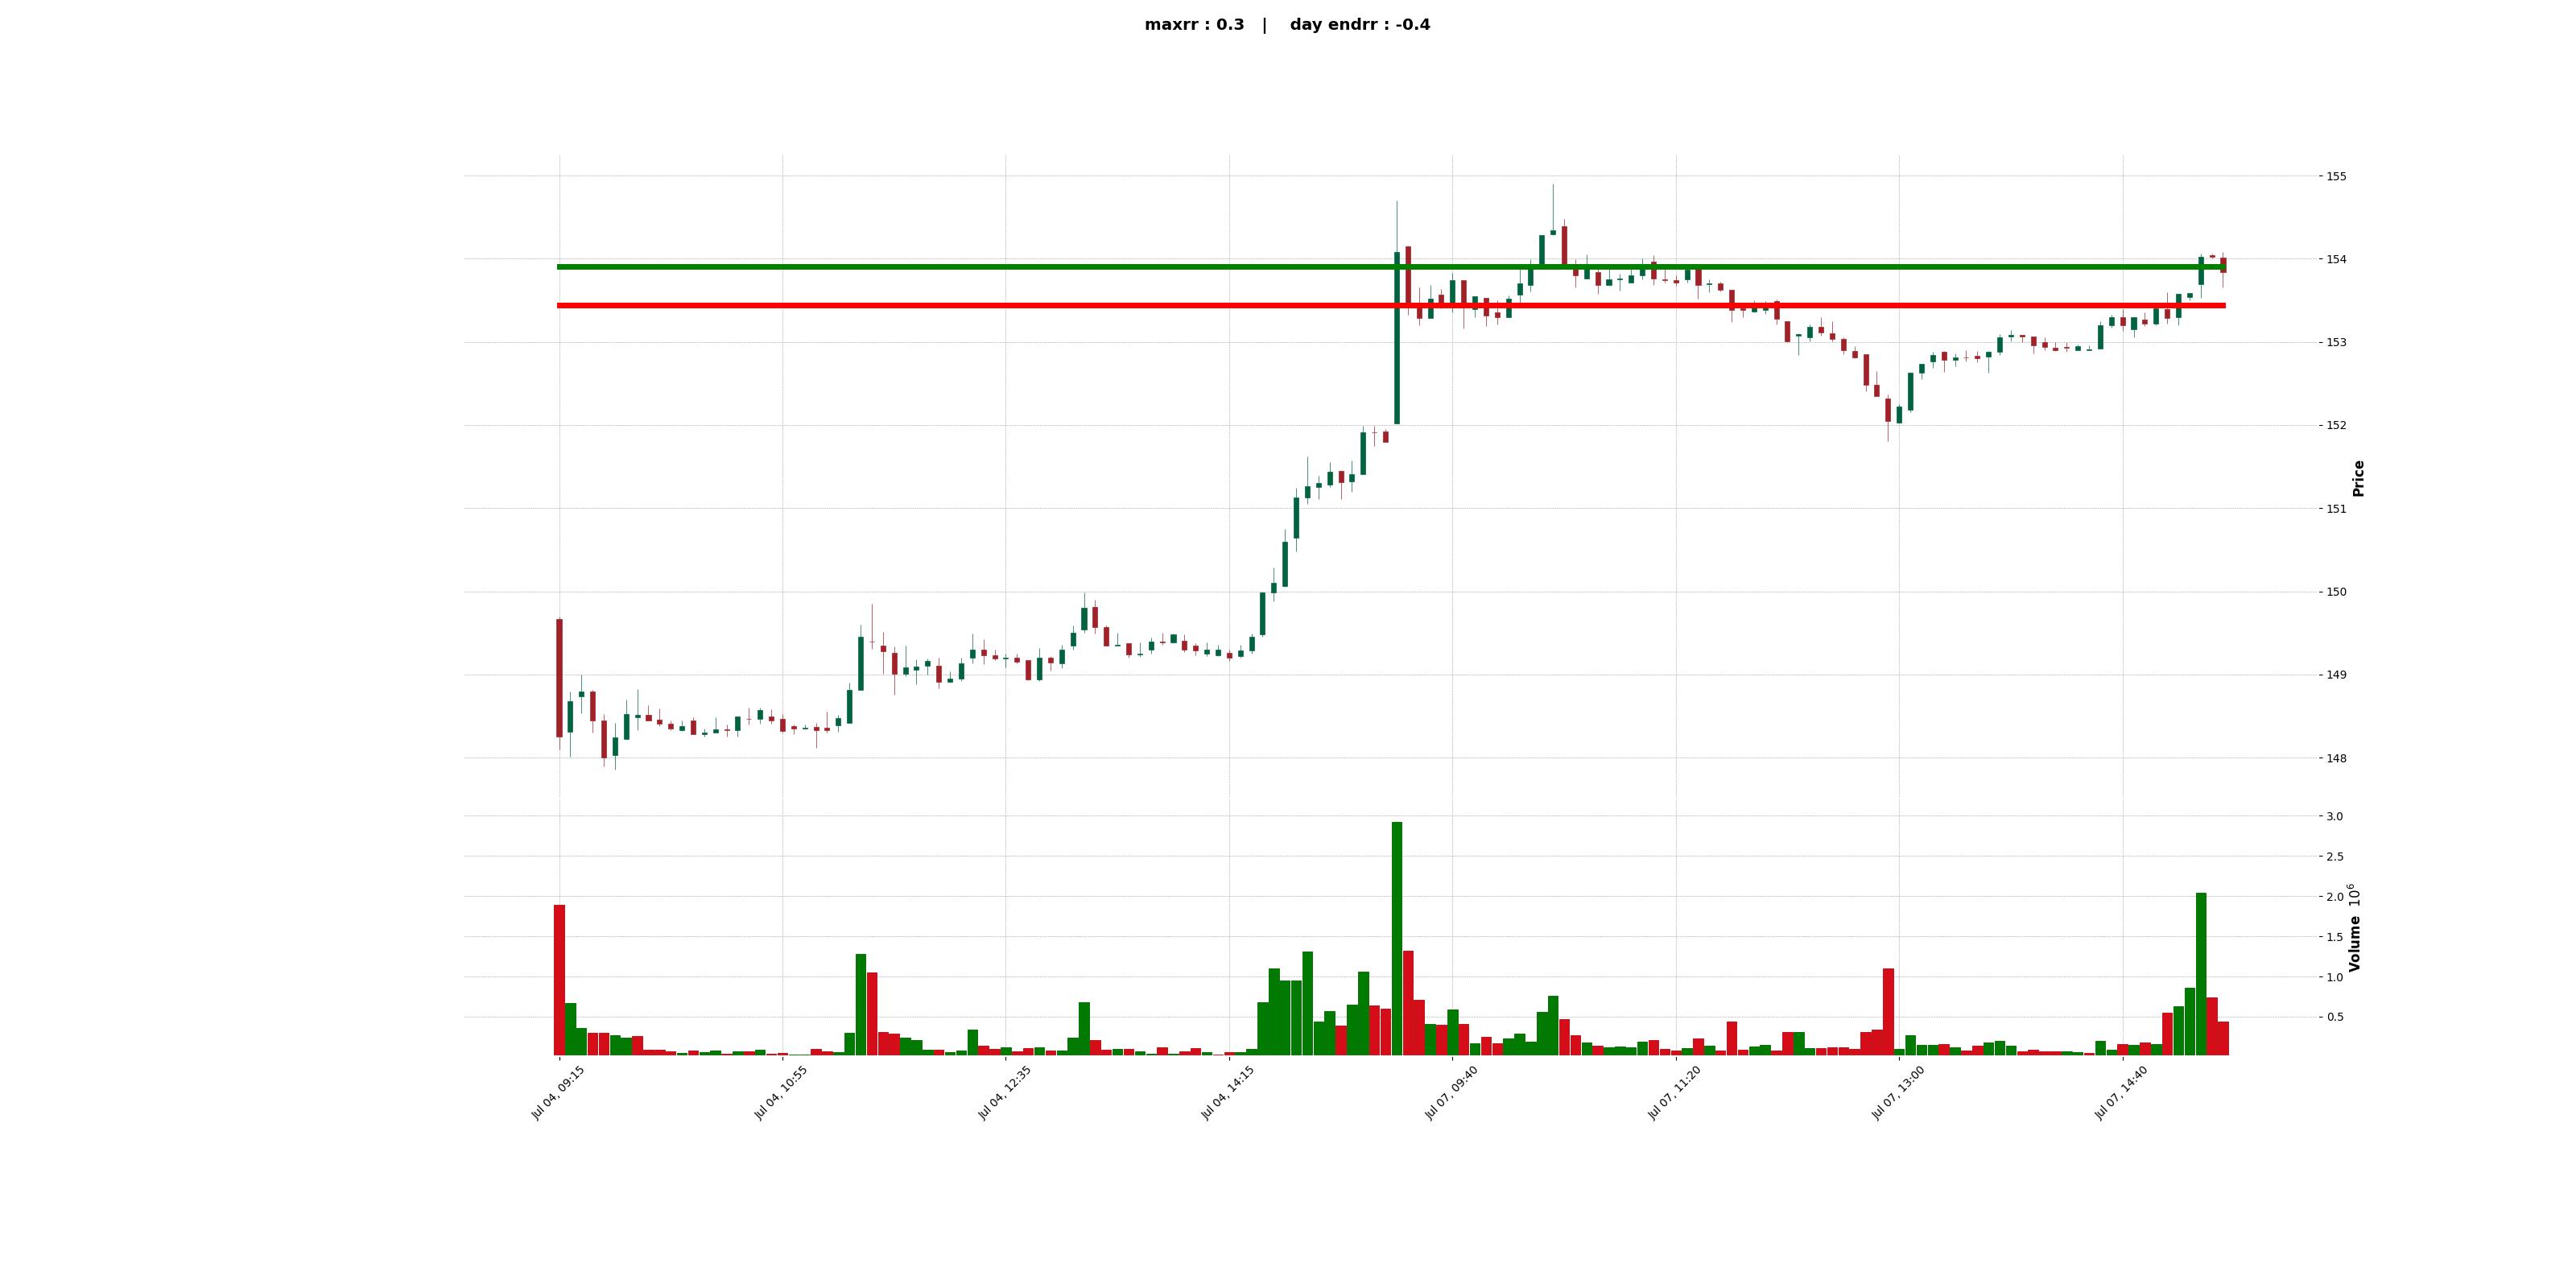 maxrr : 0.3   |    day endrr : -0.4
155
154
153
152
151
150
149
148
Price
3.0
2.5
2.0
1.5
1.0
0.5
Volume 10^6
Jul 04, 09:15
Jul 04, 10:55
Jul 04, 12:35
Jul 04, 14:15
Jul 07, 09:40
Jul 07, 11:20
Jul 07, 13:00
Jul 07, 14:40